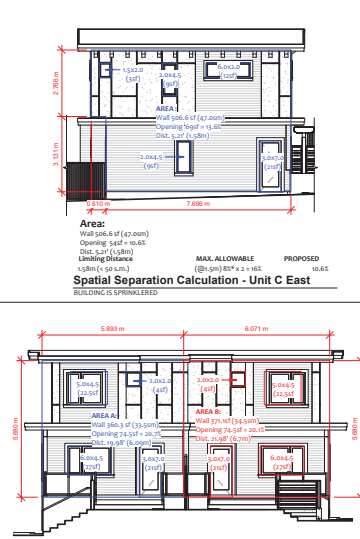 2.766 m
3.131 m
1.5x2.0
(3sf)
2.0x4.5
(9sf)
6.0x2.0
(12sf)
AREA :
Wall 506.6 sf (47.0sm)
Opening '69sf = 13.6%
Dist. 5.21' (1.58m)
2.0x4.5
(9sf)
3.0x7.0
(21sf)
0.610 m
7.696 m
Area:
Wall 506.6 sf (47.0sm)
Opening 54sf = 10.6%
Dist. 5.21' (1.58m)
Limiting Distance MAX. ALLOWABLE PROPOSED
1.58m (< 50 s.m.) (@1.5m) 8%* x 2 = 16% 10.6%
Spatial Separation Calculation - Unit C East
BUILDING IS SPRINKLERED
5.893 m
6.071 m
5.680 m
5.680 m
5.0x4.5
(22.5sf
2.0x2.0
(4sf)
2.0x2.0
(4sf)
5.0x4.5
(22.5sf
AREA A:
Wall 360.3 sf (33.5sm)
Opening 74.5sf = 20.7%
Dist. 19.98' (6.09m)
AREA B:
Wall 371.1sf (34.5sm)
Opening 74.5sf = 20.1%
Dist. 21.98' (6.7m)
6.0x4.5
(27sf)
3.0x7.0
(21sf)
3.0x7.0
(21sf)
6.0x4.5
(27sf)